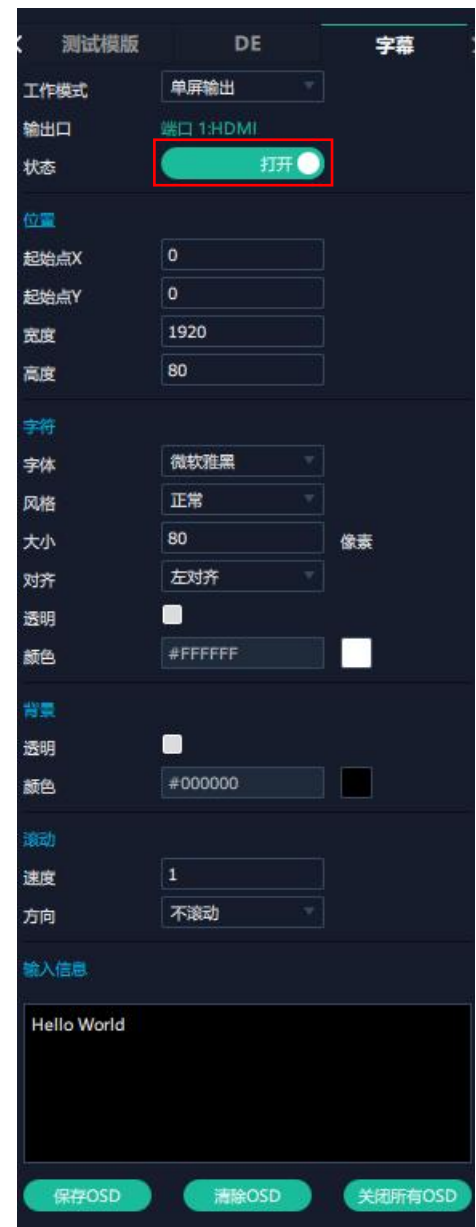 测试模版 DE 字幕
工作模式 单屏输出
输出口 端口 1:HDMI
状态 打开
位置
起始点X 0
起始点Y 0
宽度 1920
高度 80
字符
字体 微软雅黑
风格 正常
大小 80 像素
对齐 左对齐
透明
颜色 #FFFFFF
背景
透明
颜色 #000000
滚动
速度 1
方向 不滚动
输入信息
Hello World
保存OSD 清除OSD 关闭所有OSD